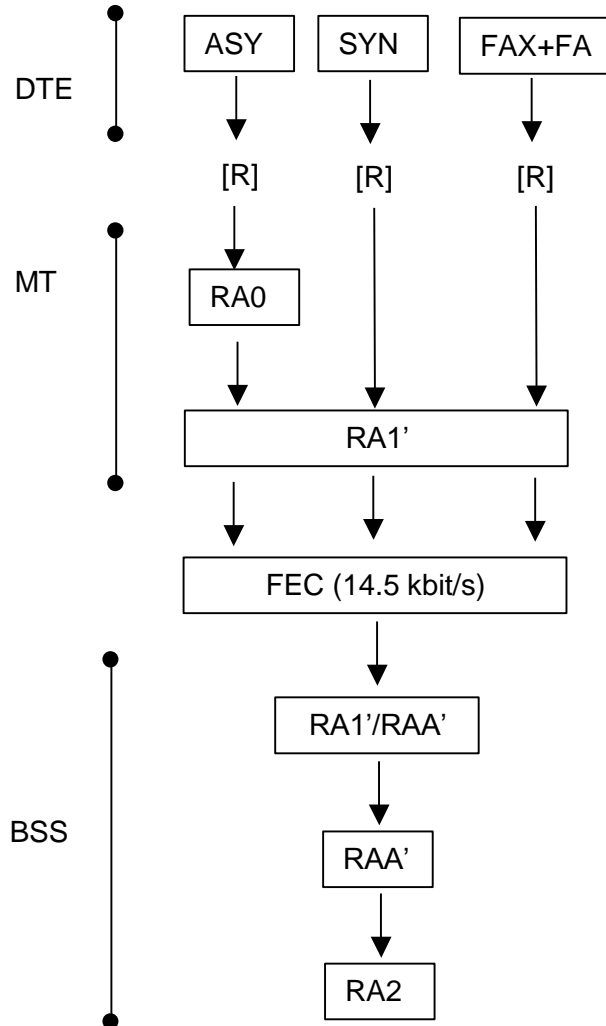 ASY SYN FAX+FA
DTE
[R] [R] [R]
MT
RA0
RA1’
FEC (14.5 kbit/s)
RA1’/RAA’
BSS
RAA’
RA2